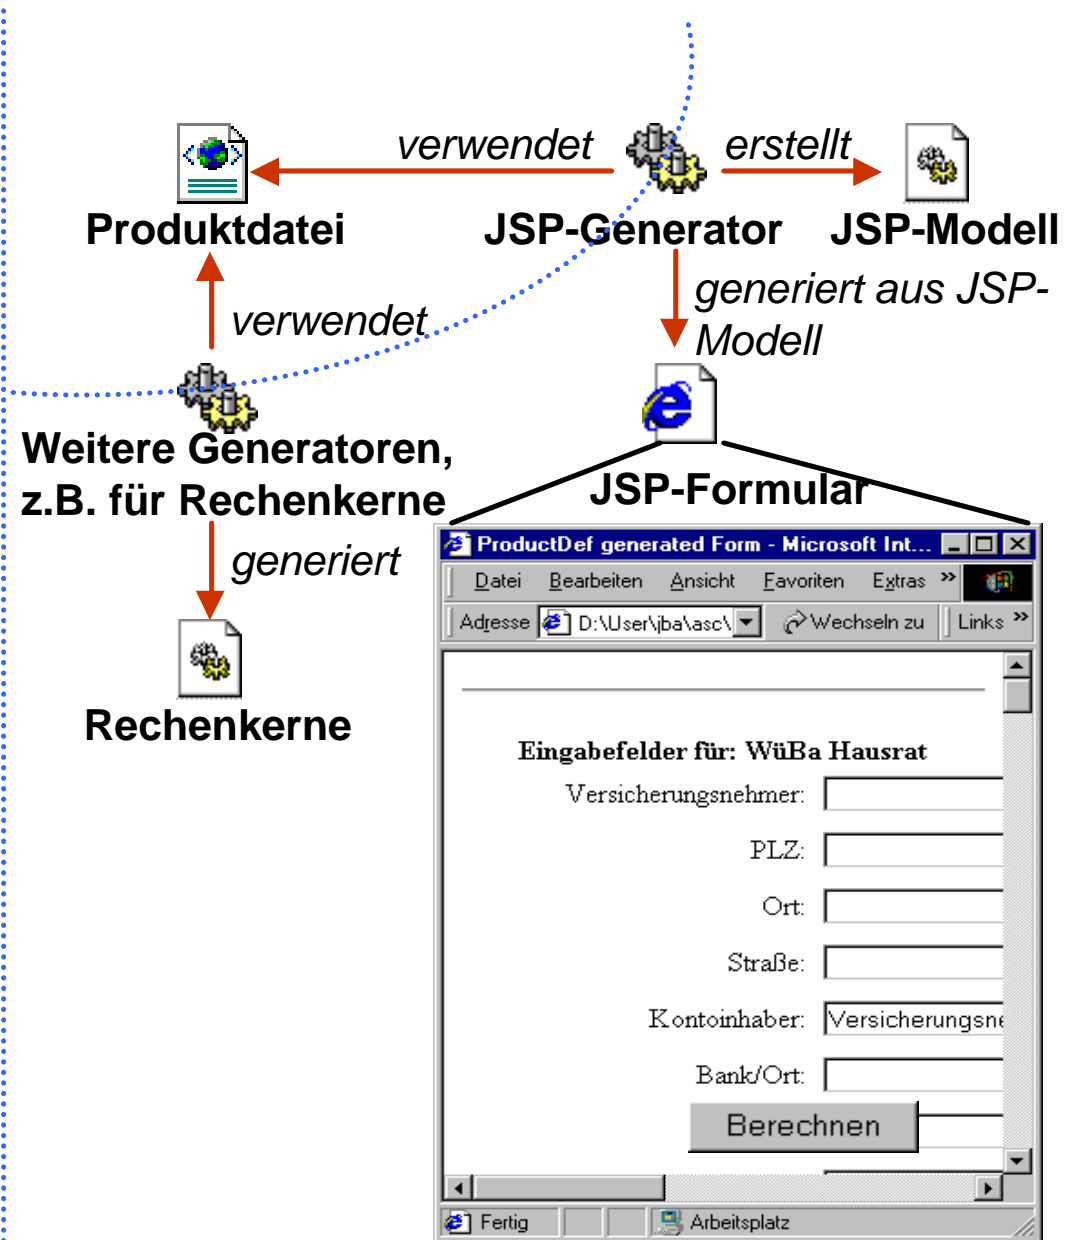 verwendet
erstellt
Produktdatei
JSP-Generator
JSP-Modell
generiert aus JSP-
Modell
verwendet
Weitere Generatoren,
z.B. für Rechenkerne
JSP-Formular
generiert
Rechenkerne
ProductDef generated Form - Microsoft Int...
Datei Bearbeiten Ansicht Favoriten Extras »
Adresse D:\User\jba\asc\ Wechseln zu Links »
Eingabefelder für: WüBa Hausrat
Versicherungsnehmer:
PLZ:
Ort:
Straße:
Kontoinhaber: Versicherungsne
Bank/Ort:
Berechnen
Fertig Arbeitsplatz